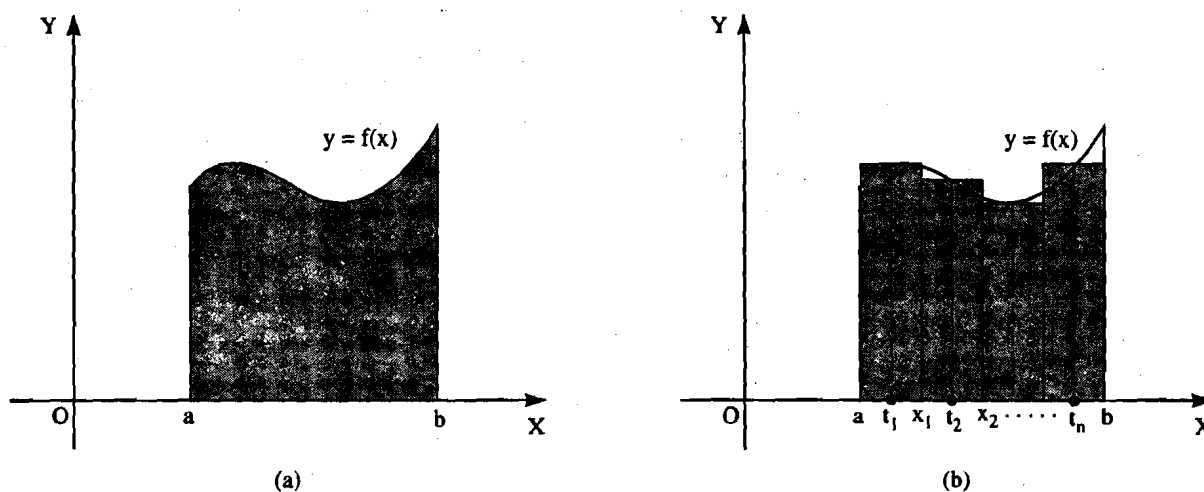 Y
y = f(x)
O
a
b
X
(a)
Y
y = f(x)
O
a t₁ x₁ t₂ x₂ ...... tₙ b
X
(b)